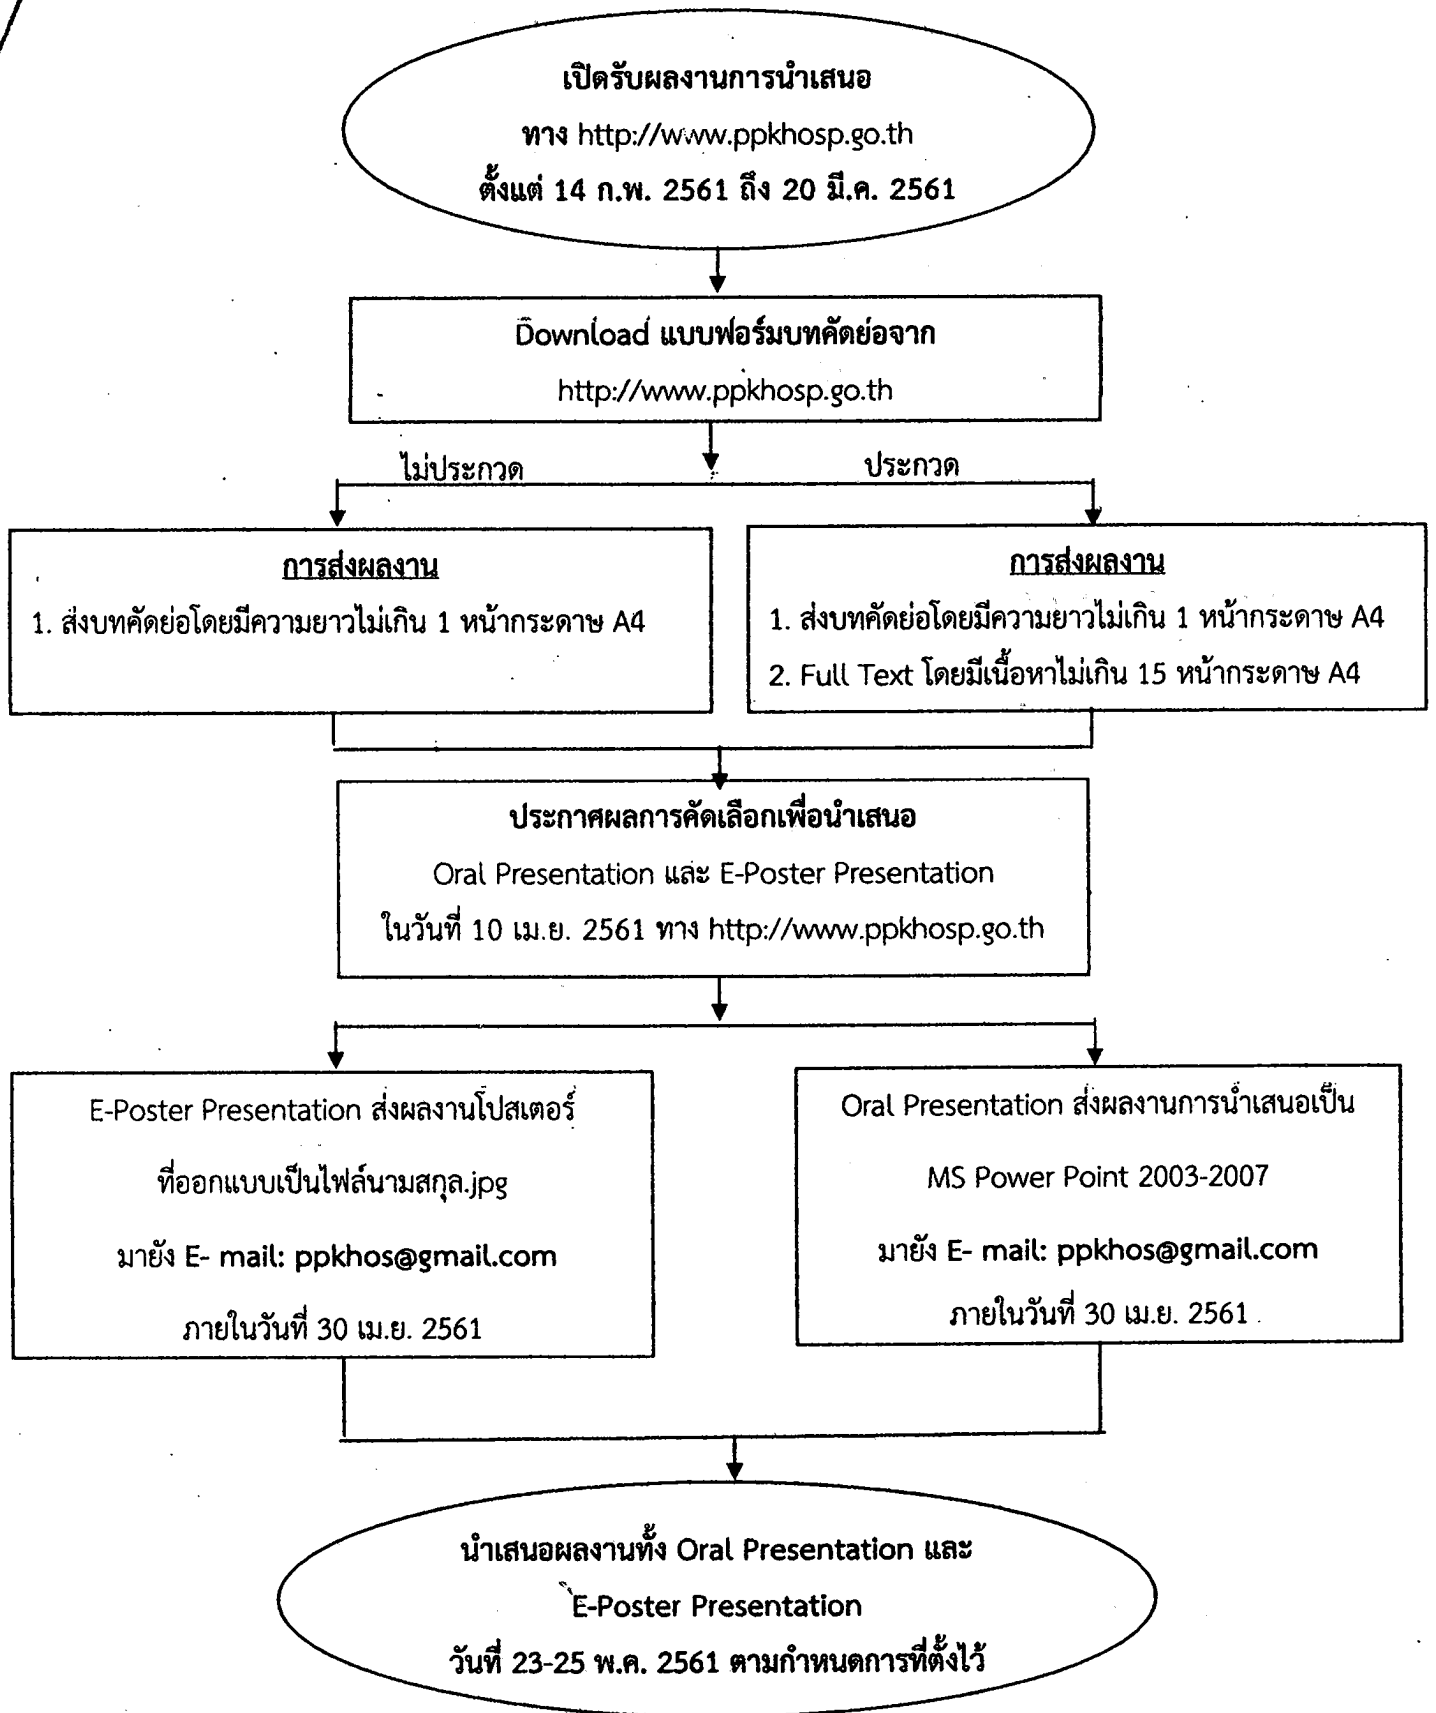 เปิดรับผลงานการนำเสนอ
ทาง http://www.ppkhosp.go.th
ตั้งแต่ 14 ก.พ. 2561 ถึง 20 มี.ค. 2561
Download แบบฟอร์มบทคัดย่อจาก
http://www.ppkhosp.go.th
ไม่ประกวด
ประกวด
การส่งผลงาน
1. ส่งบทคัดย่อโดยมีความยาวไม่เกิน 1 หน้ากระดาษ A4
การส่งผลงาน
1. ส่งบทคัดย่อโดยมีความยาวไม่เกิน 1 หน้ากระดาษ A4
2. Full Text โดยมีเนื้อหาไม่เกิน 15 หน้ากระดาษ A4
ประกาศผลการคัดเลือกเพื่อนำเสนอ
Oral Presentation และ E-Poster Presentation
ในวันที่ 10 เม.ย. 2561 ทาง http://www.ppkhosp.go.th
E-Poster Presentation ส่งผลงานโปสเตอร์
ที่ออกแบบเป็นไฟล์นามสกุล.jpg
มายัง E- mail: ppkhos@gmail.com
ภายในวันที่ 30 เม.ย. 2561
Oral Presentation ส่งผลงานการนำเสนอเป็น
MS Power Point 2003-2007
มายัง E- mail: ppkhos@gmail.com
ภายในวันที่ 30 เม.ย. 2561
นำเสนอผลงานทั้ง Oral Presentation และ
E-Poster Presentation
วันที่ 23-25 พ.ค. 2561 ตามกำหนดการที่ตั้งไว้